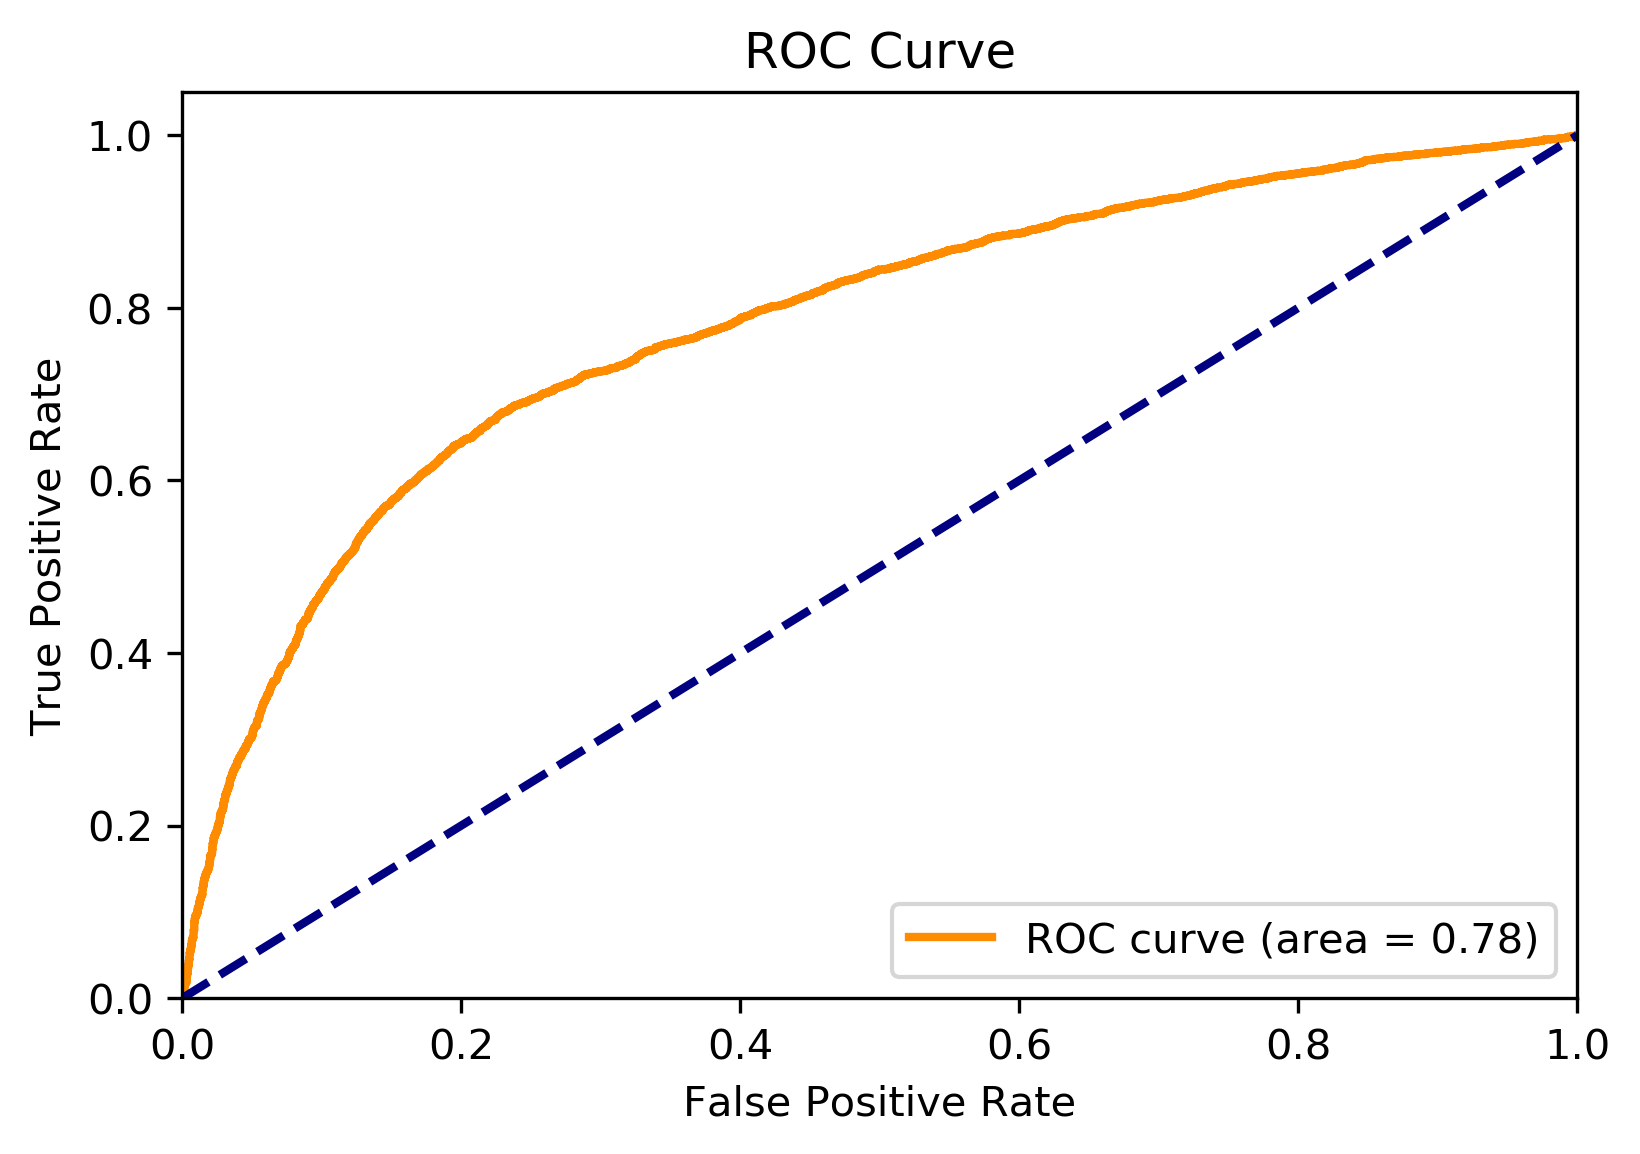 ROC Curve
1.0
0.8
0.6
0.4
0.2
0.0
True Positive Rate
ROC curve (area = 0.78)
0.0 0.2 0.4 0.6 0.8 1.0
False Positive Rate